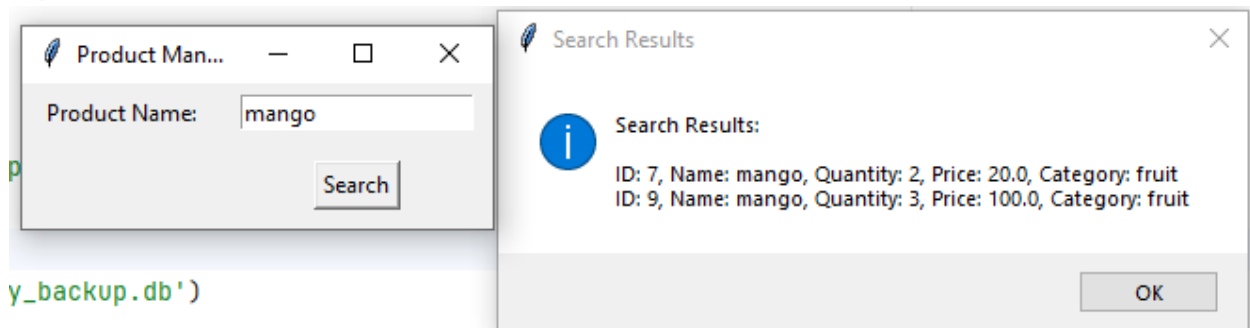 Product Man...
Product Name:
mango
Search
p
y_backup.db')
Search Results
Search Results:
ID: 7, Name: mango, Quantity: 2, Price: 20.0, Category: fruit
ID: 9, Name: mango, Quantity: 3, Price: 100.0, Category: fruit
OK